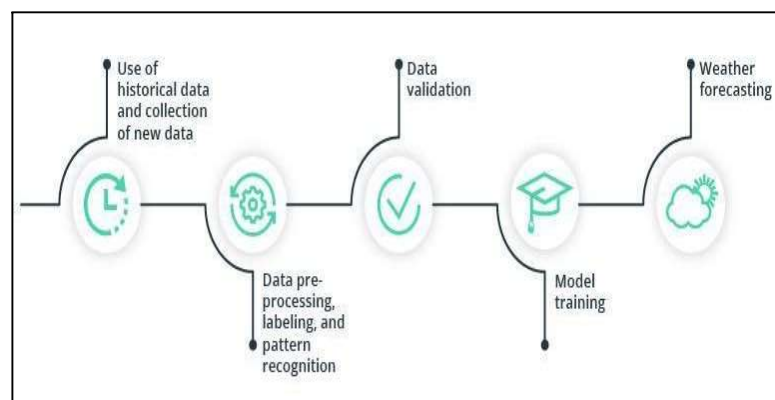 Use of
historical data
and collection
of new data
Data pre-
processing,
labeling, and
pattern
recognition
Data
validation
Model
training
Weather
forecasting